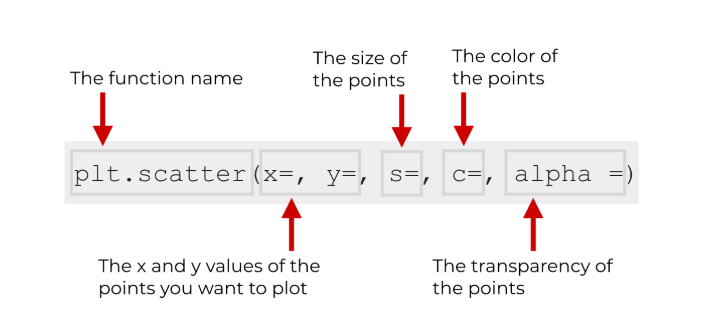 The function name
The size of
the points
The color of
the points
plt.scatter(x=, y=, s=, c=, alpha =)
The x and y values of the
points you want to plot
The transparency of
the points